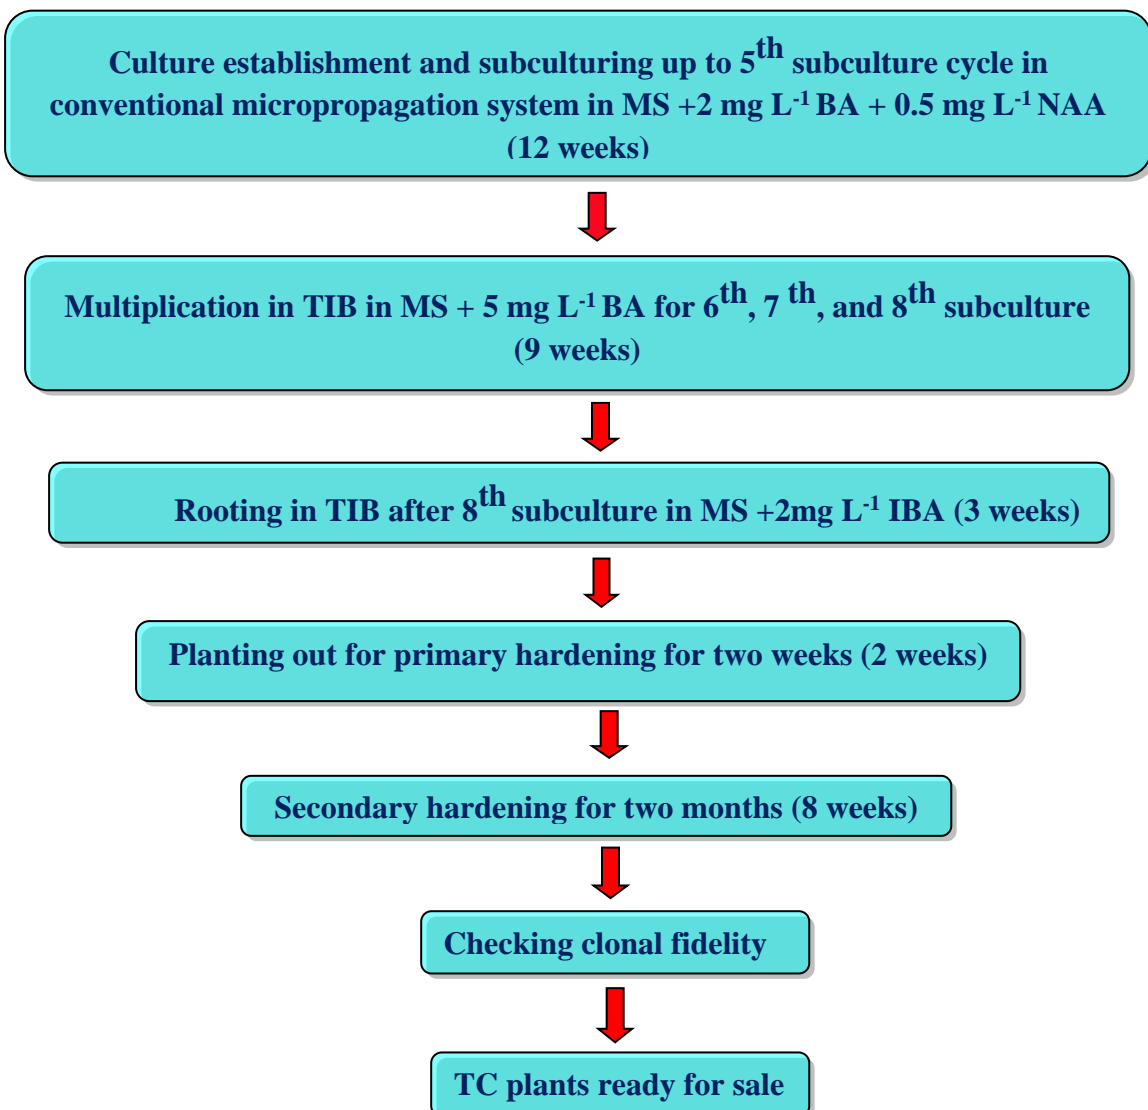 Culture establishment and subculturing up to 5th subculture cycle in
conventional micropropagation system in MS +2 mg L-1 BA + 0.5 mg L-1 NAA
(12 weeks)
Multiplication in TIB in MS + 5 mg L-1 BA for 6th, 7 th, and 8th subculture
(9 weeks)
Rooting in TIB after 8th subculture in MS +2mg L-1 IBA (3 weeks)
Planting out for primary hardening for two weeks (2 weeks)
Secondary hardening for two months (8 weeks)
Checking clonal fidelity
TC plants ready for sale